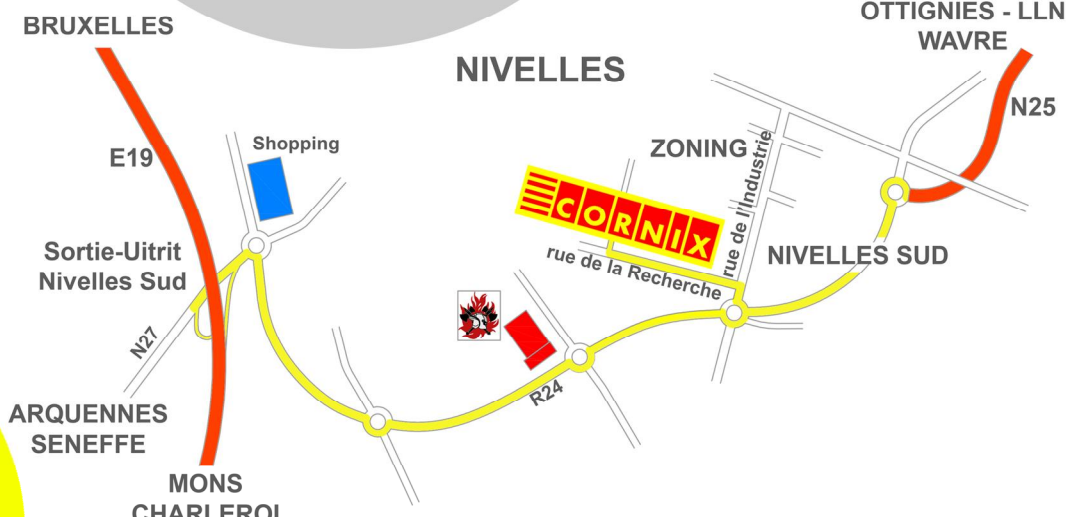 BRUXELLES
OTTIGNIES - LLN
WAVRE
NIVELLES
N25
E19
Shopping
ZONING
rue de l'Industrie
CORNIX
Sortie-Uitrit
Nivelles Sud
rue de la Recherche
NIVELLES SUD
N27
R24
ARQUENNES
SENEFFE
MONS
CHARLEROI